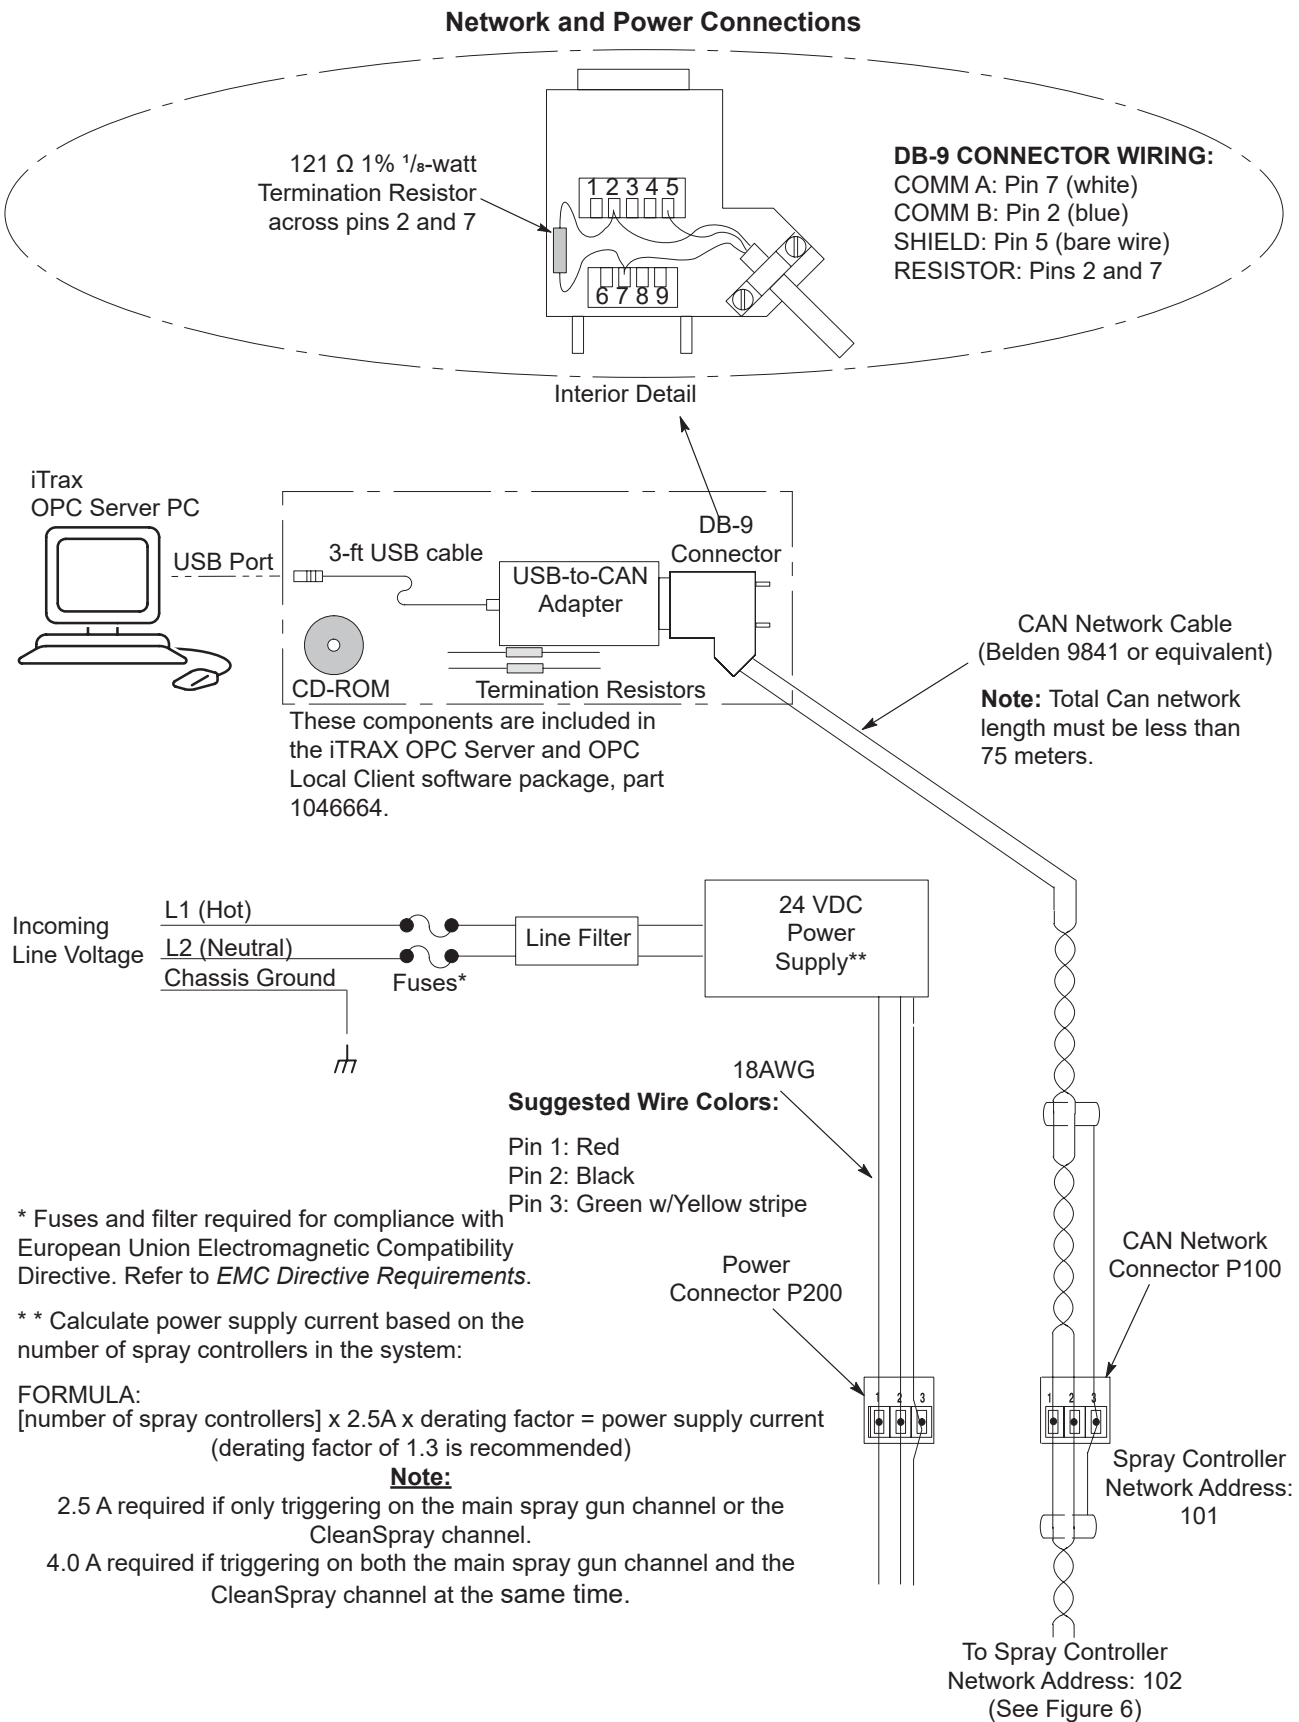 Network and Power Connections
121 Ω 1% 1/8-watt
Termination Resistor
across pins 2 and 7
1 2 3 4 5
6 7 8 9
DB-9 CONNECTOR WIRING:
COMM A: Pin 7 (white)
COMM B: Pin 2 (blue)
SHIELD: Pin 5 (bare wire)
RESISTOR: Pins 2 and 7
Interior Detail
iTrax
OPC Server PC
USB Port
3-ft USB cable
USB-to-CAN
Adapter
DB-9
Connector
CD-ROM
Termination Resistors
These components are included in
the iTRAX OPC Server and OPC
Local Client software package, part
1046664.
CAN Network Cable
(Belden 9841 or equivalent)
Note: Total Can network
length must be less than
75 meters.
Incoming
Line Voltage
L1 (Hot)
L2 (Neutral)
Chassis Ground
Fuses*
Line Filter
24 VDC
Power
Supply**
18AWG
Suggested Wire Colors:
Pin 1: Red
Pin 2: Black
Pin 3: Green w/Yellow stripe
* Fuses and filter required for compliance with
European Union Electromagnetic Compatibility
Directive. Refer to EMC Directive Requirements.
* * Calculate power supply current based on the
number of spray controllers in the system:
FORMULA:
[number of spray controllers] x 2.5A x derating factor = power supply current
(derating factor of 1.3 is recommended)
Note:
2.5 A required if only triggering on the main spray gun channel or the
CleanSpray channel.
4.0 A required if triggering on both the main spray gun channel and the
CleanSpray channel at the same time.
Power
Connector P200
1 2 3
CAN Network
Connector P100
1 2 3
Spray Controller
Network Address:
101
To Spray Controller
Network Address: 102
(See Figure 6)